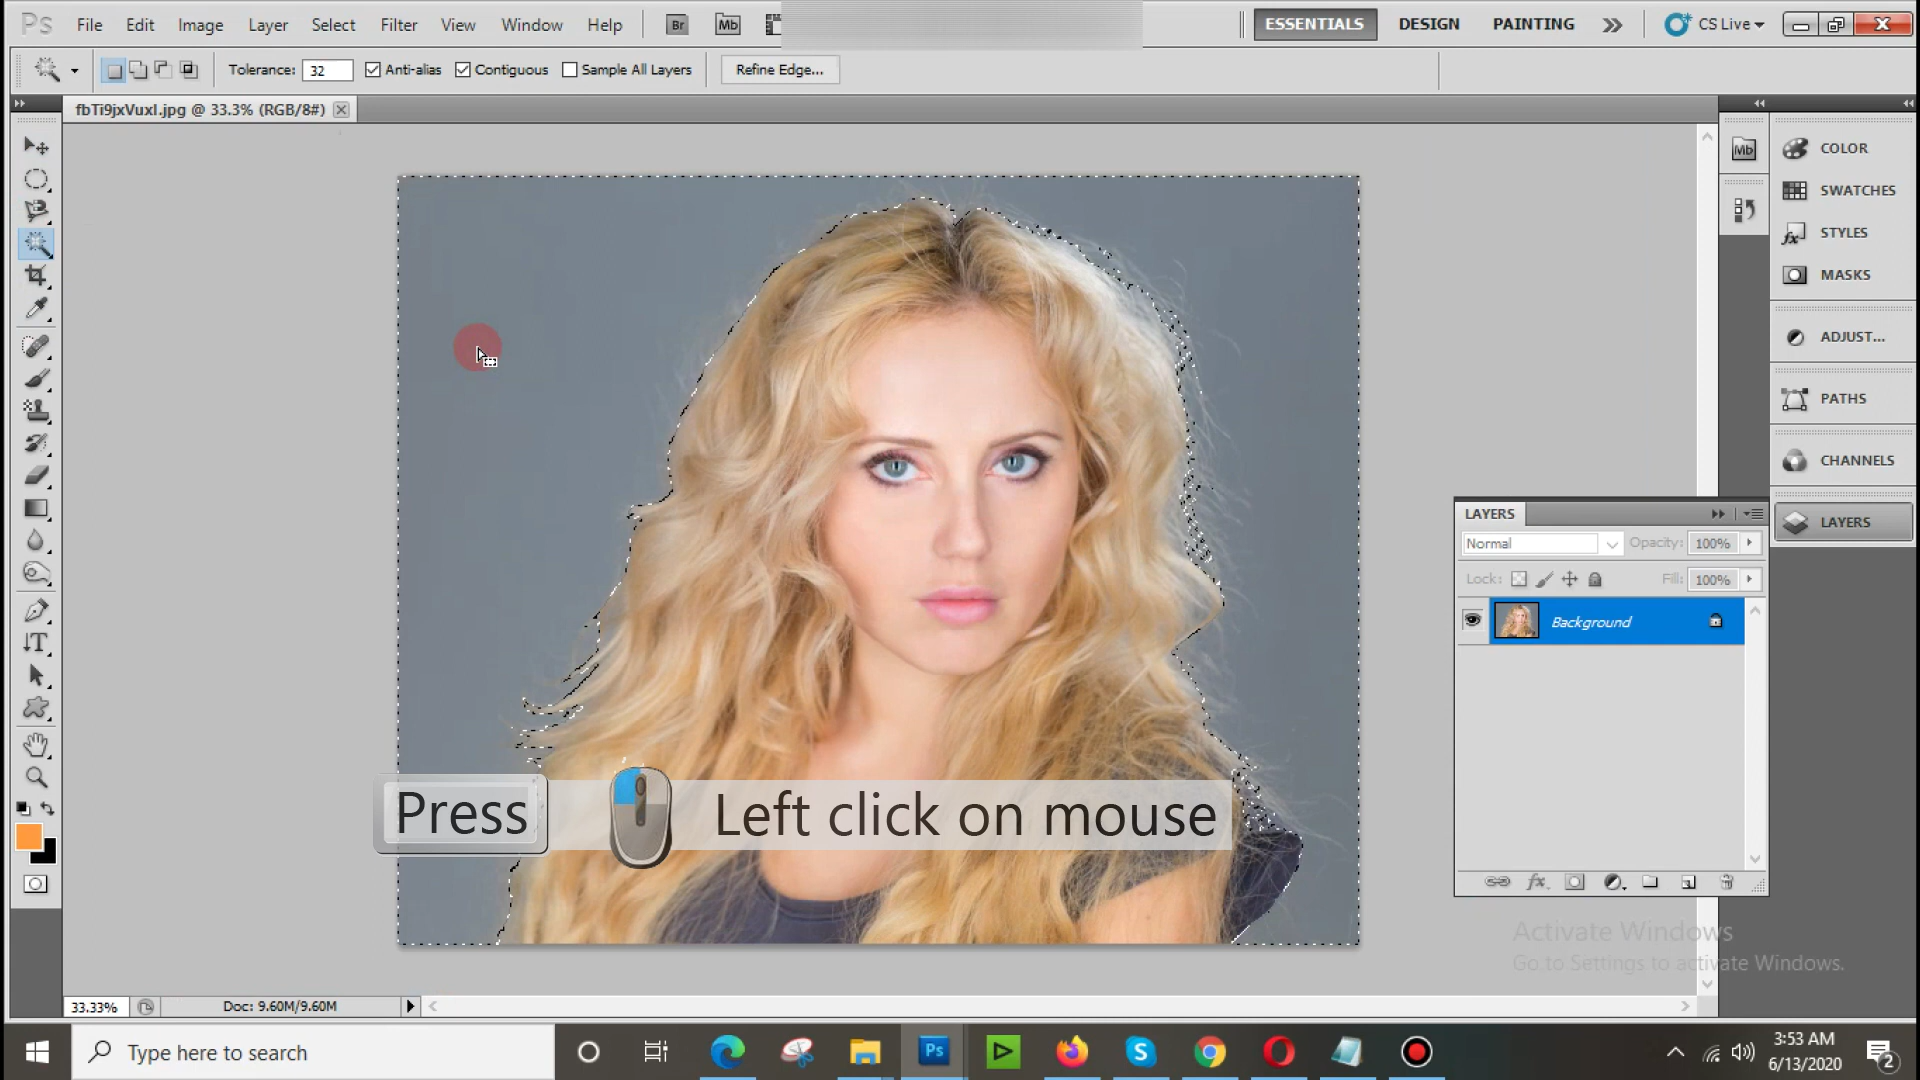 Ps File Edit Image Layer Select Filter View Window Help Br Mb ESSENTIALS DESIGN PAINTING CS Live
Tolerance: 32 Anti-alias Contiguous Sample All Layers Refine Edge...
fbTi9jxVuxI.jpg @ 33.3% (RGB/8#)
Mb
COLOR
SWATCHES
STYLES
MASKS
ADJUST...
PATHS
CHANNELS
LAYERS
LAYERS
Normal Opacity: 100%
Lock: Fill: 100%
Background
Press Left click on mouse
Activate Windows
Go to Settings to activate Windows.
33.33% Doc: 9.60M/9.60M
Type here to search
Ps
3:53 AM
6/13/2020
2